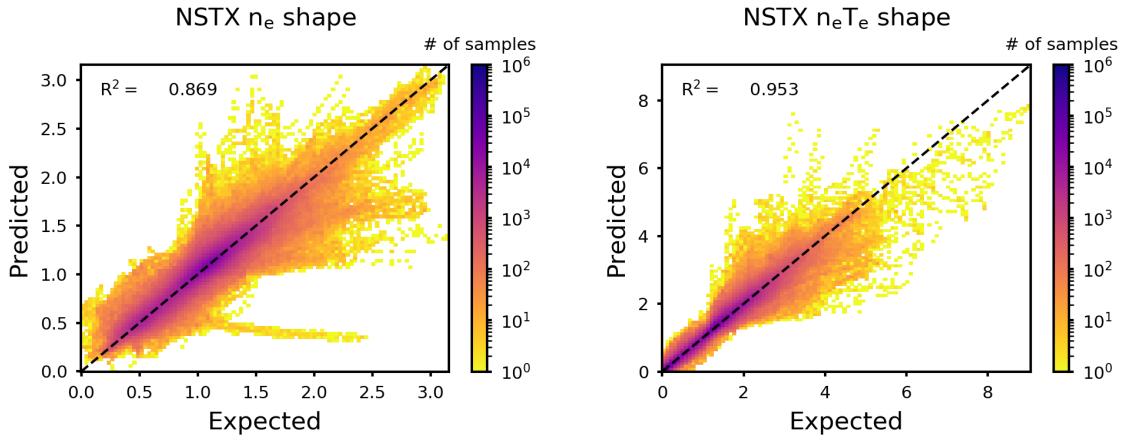 NSTX nₑ shape
# of samples
R² = 0.869
3.0
2.5
2.0
1.5
1.0
0.5
0.0
Predicted
0.0 0.5 1.0 1.5 2.0 2.5 3.0
Expected
10⁶
10⁵
10⁴
10³
10²
10¹
10⁰
NSTX nₑTₑ shape
# of samples
R² = 0.953
8
6
4
2
0
Predicted
0 2 4 6 8
Expected
10⁶
10⁵
10⁴
10³
10²
10¹
10⁰